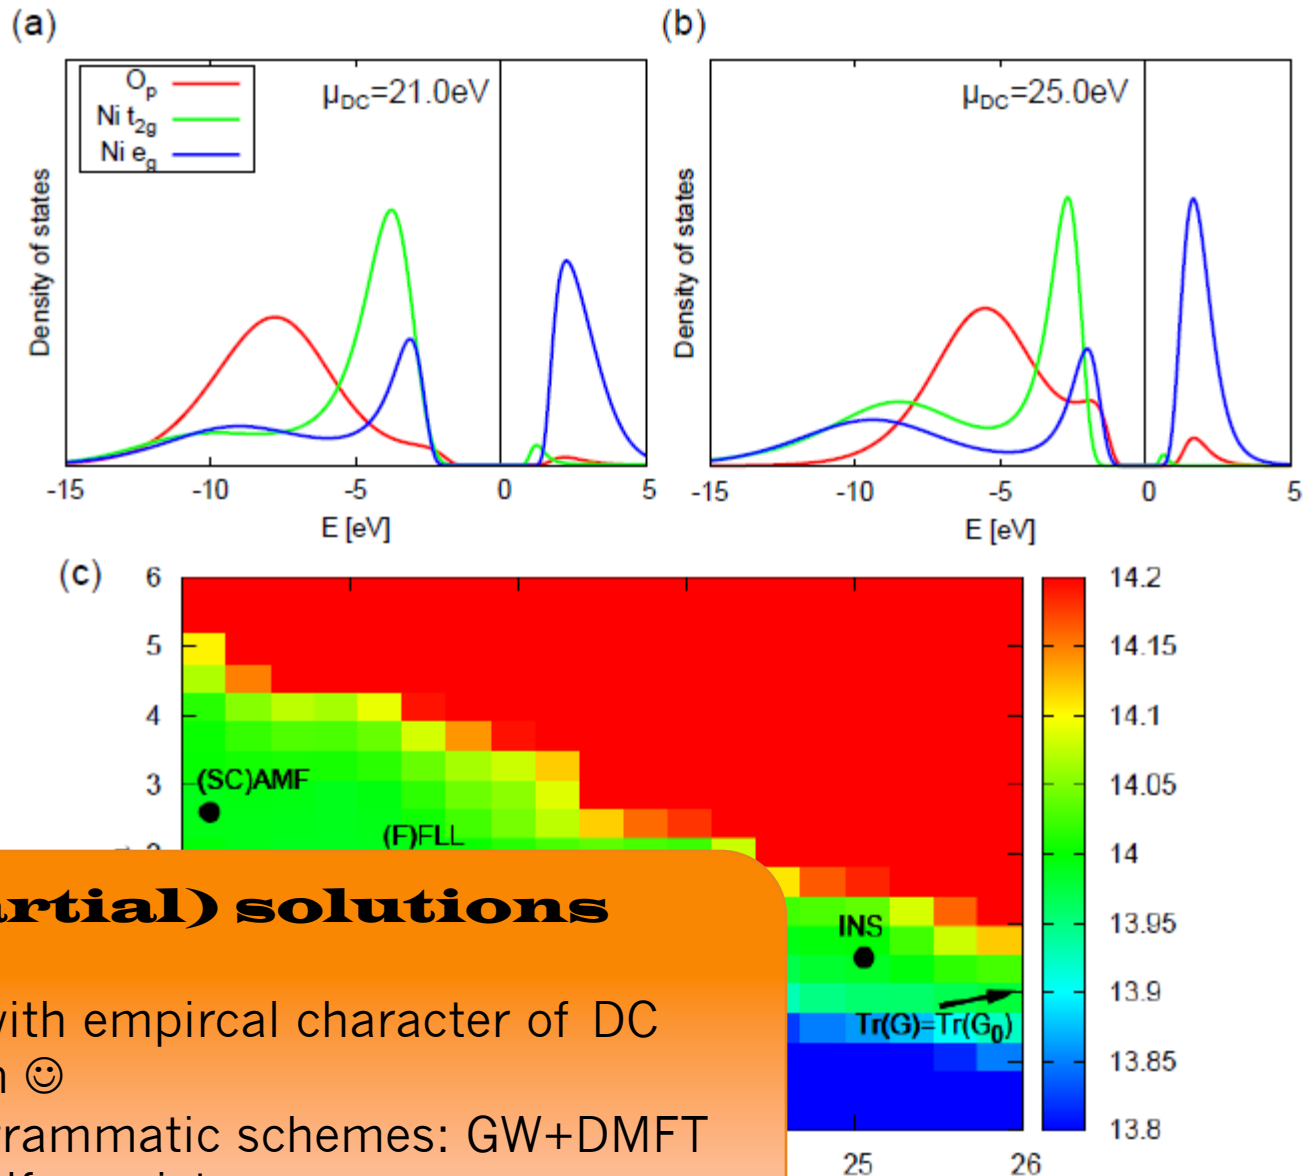 (a)
O_p
Ni t_2g
Ni e_g
μ_DC=21.0eV
Density of states
-15 -10 -5 0 5
E [eV]
(b)
μ_DC=25.0eV
Density of states
-15 -10 -5 0 5
E [eV]
(c)
6
5
4
3
(SC)AMF
(F)FLL
INS
Tr(G)=Tr(G_0)
25 26
14.2
14.15
14.1
14.05
14
13.95
13.9
13.85
13.8
artial) solutions
with empircal character of DC
☺
rammatic schemes: GW+DMFT